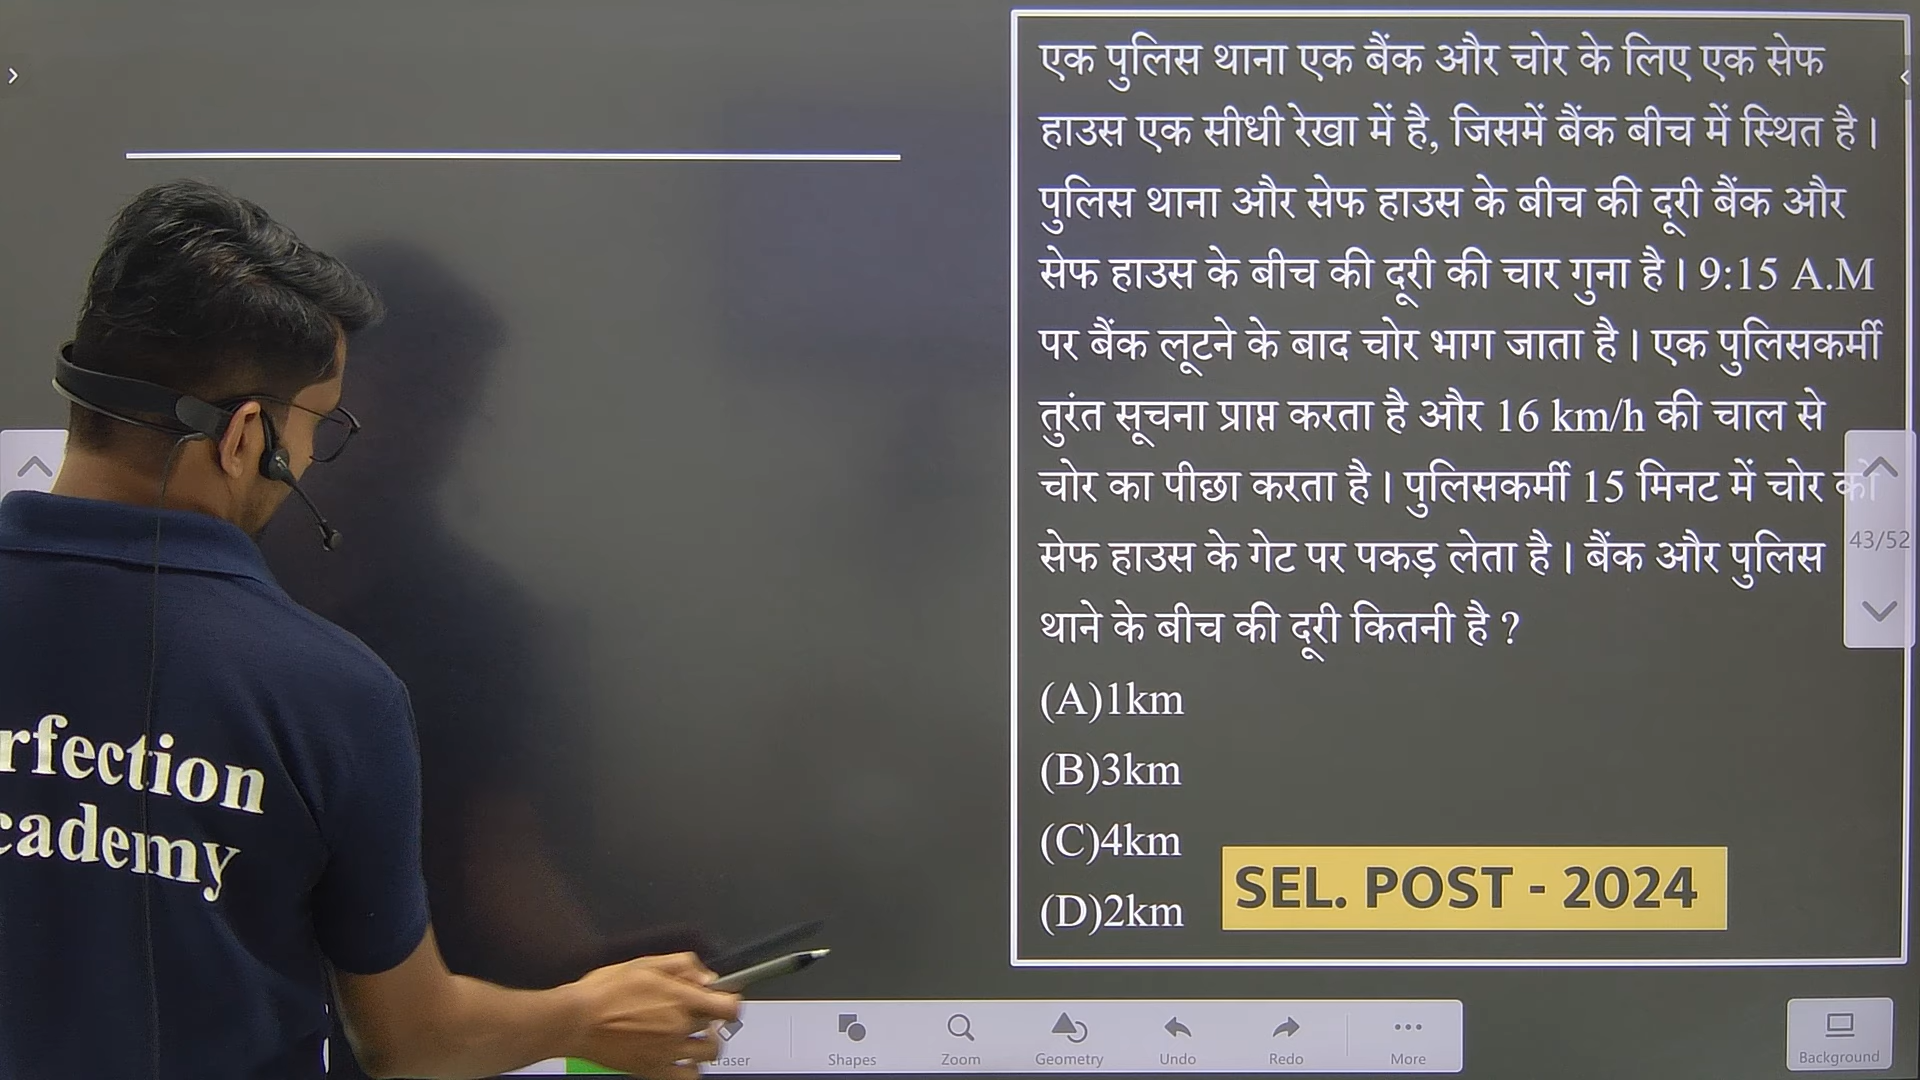 एक पुलिस थाना एक बैंक और चोर के लिए एक सेफ
हाउस एक सीधी रेखा में है, जिसमें बैंक बीच में स्थित है।
पुलिस थाना और सेफ हाउस के बीच की दूरी बैंक और
सेफ हाउस के बीच की दूरी की चार गुना है। 9:15 A.M
पर बैंक लूटने के बाद चोर भाग जाता है। एक पुलिसकर्मी
तुरंत सूचना प्राप्त करता है और 16 km/h की चाल से
चोर का पीछा करता है। पुलिसकर्मी 15 मिनट में चोर को
सेफ हाउस के गेट पर पकड़ लेता है। बैंक और पुलिस
थाने के बीच की दूरी कितनी है ?
(A)1km
(B)3km
(C)4km
(D)2km
SEL. POST - 2024
43/52
rfection
cademy
raser
Shapes
Zoom
Geometry
Undo
Redo
More
Background